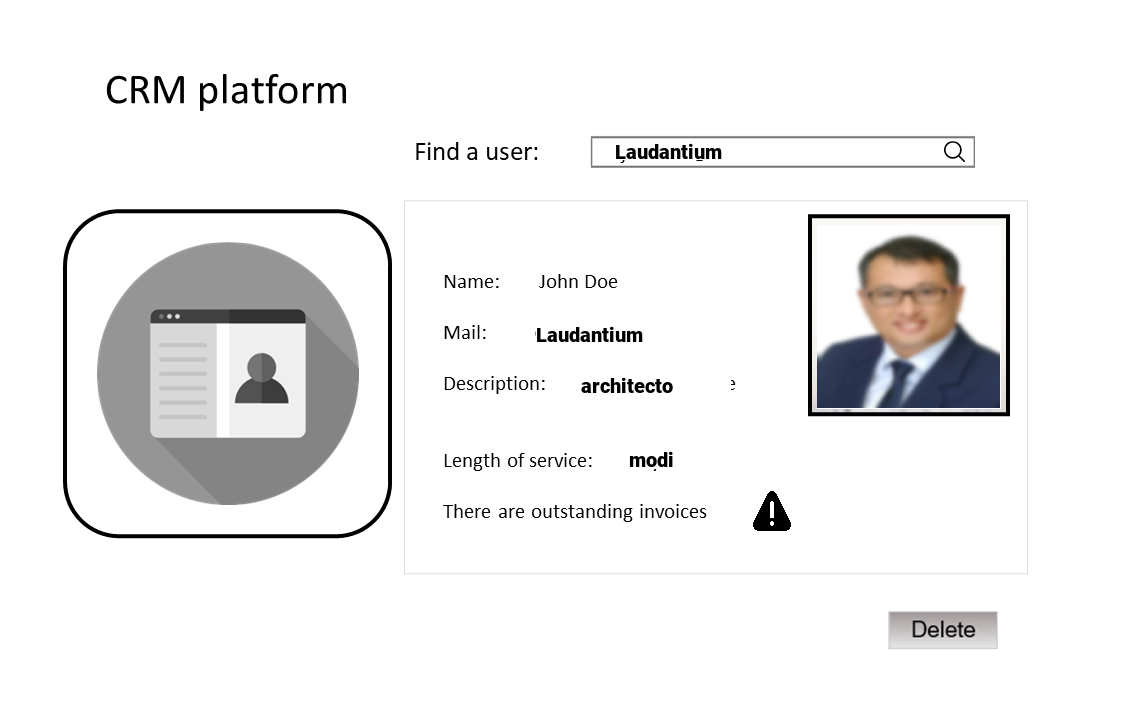 CRM platform
Find a user: Laudantium
Name: John Doe
Mail: Laudantium
Description: architecto e
Length of service: modi
There are outstanding invoices
Delete